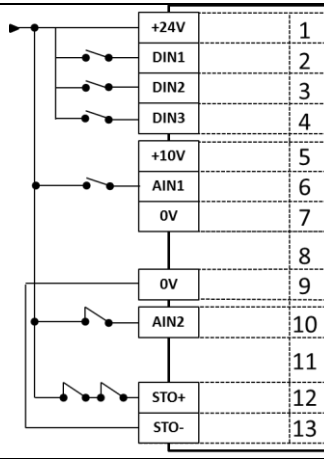 +24V 1
DIN1 2
DIN2 3
DIN3 4
+10V 5
AIN1 6
0V 7
8
0V 9
AIN2 10
11
STO+ 12
STO- 13